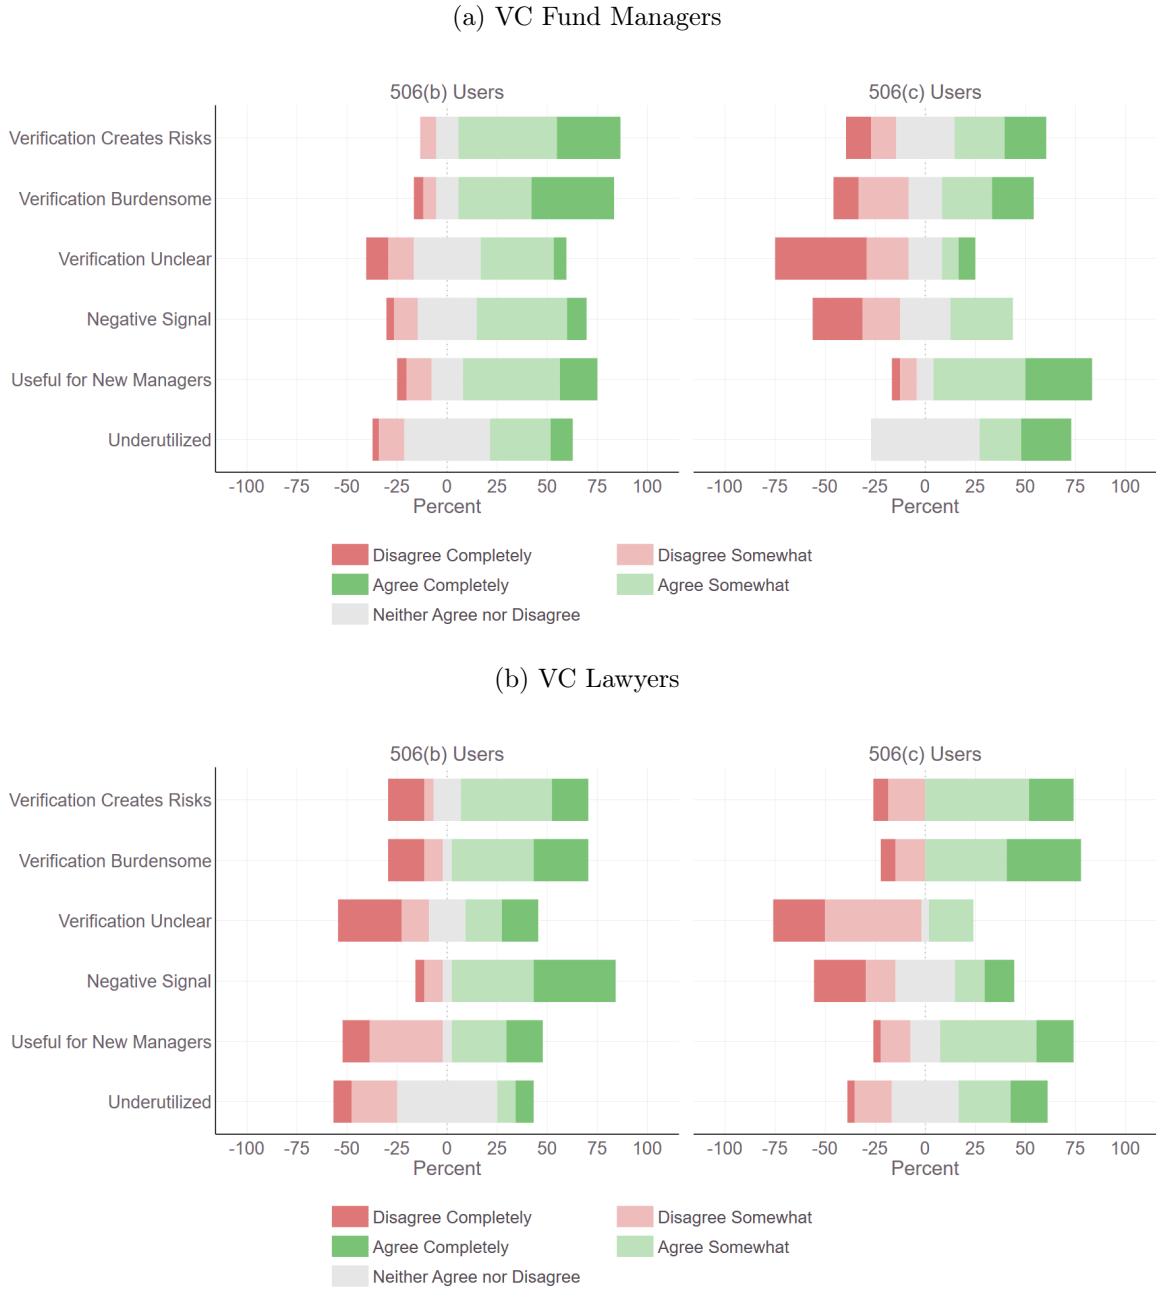 (a) VC Fund Managers
506(b) Users
506(c) Users
Verification Creates Risks
Verification Burdensome
Verification Unclear
Negative Signal
Useful for New Managers
Underutilized
-100 -75 -50 -25 0 25 50 75 100
-100 -75 -50 -25 0 25 50 75 100
Percent
Percent
Disagree Completely
Disagree Somewhat
Agree Completely
Agree Somewhat
Neither Agree nor Disagree
(b) VC Lawyers
506(b) Users
506(c) Users
Verification Creates Risks
Verification Burdensome
Verification Unclear
Negative Signal
Useful for New Managers
Underutilized
-100 -75 -50 -25 0 25 50 75 100
-100 -75 -50 -25 0 25 50 75 100
Percent
Percent
Disagree Completely
Disagree Somewhat
Agree Completely
Agree Somewhat
Neither Agree nor Disagree